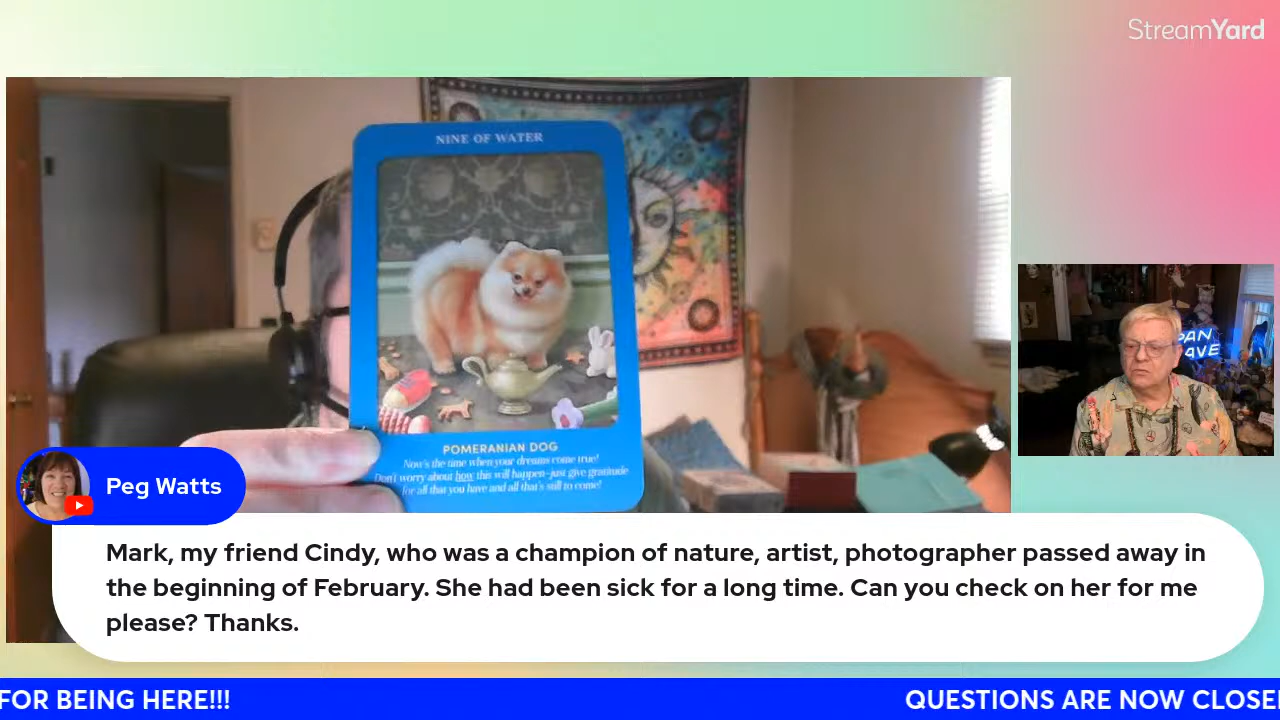 StreamYard
NINE OF WATER
PAN
AVE
POMERANIAN DOG
Now's the time when your dreams come true!
Don't worry about how this will happen–just give gratitude
for all that you have and all that's still to come!
Peg Watts
Mark, my friend Cindy, who was a champion of nature, artist, photographer passed away in
the beginning of February. She had been sick for a long time. Can you check on her for me
please? Thanks.
FOR BEING HERE!!!
QUESTIONS ARE NOW CLOSE